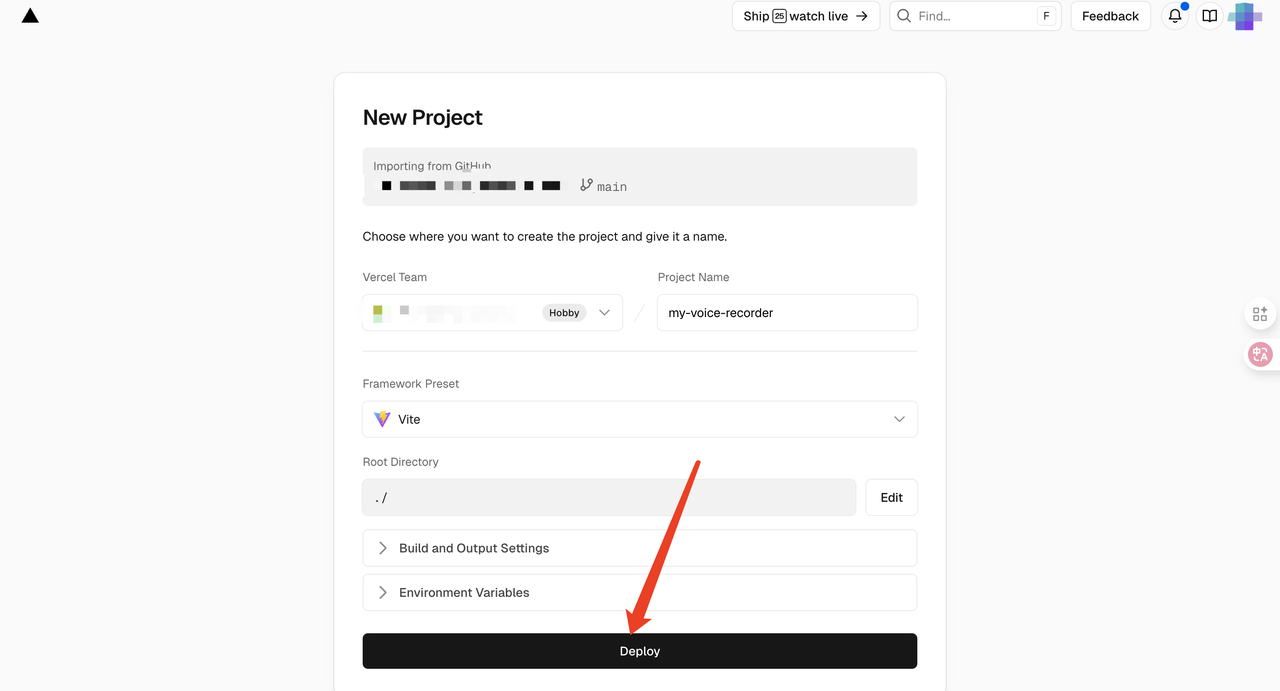 Ship 25 watch live →
Find...
F
Feedback
New Project
Importing from GitHub
main
Choose where you want to create the project and give it a name.
Vercel Team
Project Name
Hobby
/
my-voice-recorder
Framework Preset
Vite
Root Directory
./
Edit
Build and Output Settings
Environment Variables
Deploy
中A